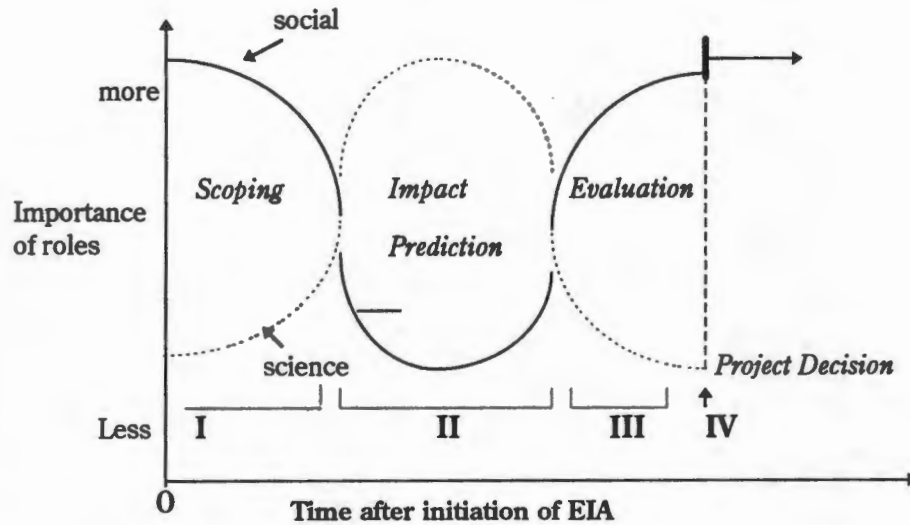 social
more
Scoping
Impact
Evaluation
Importance
of roles
Prediction
science
Project Decision
Less
I
II
III
IV
0
Time after initiation of EIA